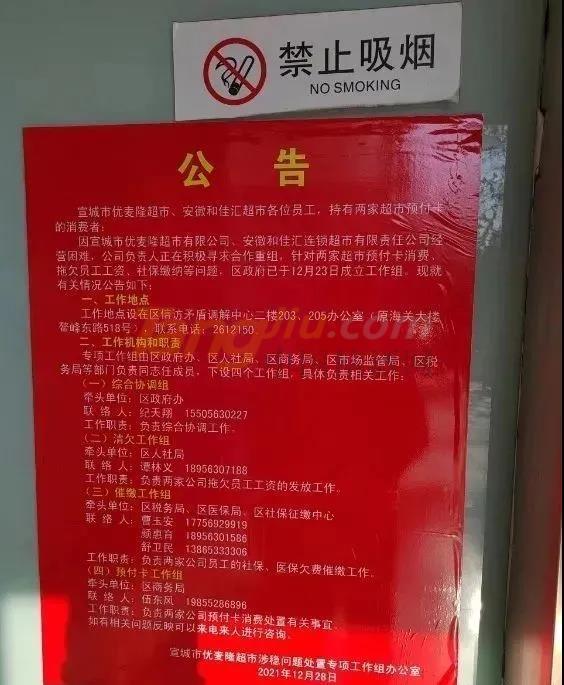 禁止吸烟
NO SMOKING
公告
宣城市优麦隆超市、安徽和佳汇超市各位员工，持有两家超市预付卡
的消费者：
因宣城市优麦隆超市有限公司、安徽和佳汇连锁超市有限责任公司经
营困难，公司负责人正在积极寻求合作重组，针对两家超市预付卡消费，
拖欠员工工资、社保缴纳等问题，区政府已于12月23日成立工作组。现就
有关情况公告如下：
一、工作地点
工作地点设在区信访矛盾调解中心二楼203、205办公室（原海关大楼
鳌峰东路518号），联系电话：2612150。
二、工作机构和职责
专项工作组由区政府办、区人社局、区商务局、区市场监管局、区税
务局等部门负责同志任成员，下设四个工作组，具体负责相关工作：
（一）综合协调组
牵头单位：区政府办
联 络 人：纪天翔 15505630227
工作职责：负责综合协调工作。
（二）清欠工作组
牵头单位：区人社局
联 络 人：谭林义 18956307188
工作职责：负责两家公司拖欠员工工资的发放工作。
（三）催缴工作组
牵头单位：区税务局、区医保局、区社保征缴中心
联 络 人：曹玉安 17756929919
顾惠育 18956301586
舒卫民 13865333306
工作职责：负责两家公司员工的社保、医保欠费催缴工作。
（四）预付卡工作组
牵头单位：区商务局
联 络 人：伍东风 19855286896
工作职责：负责两家公司预付卡消费处置有关事宜。
如有相关问题反映可以来电来人进行咨询。
宣城市优麦隆超市涉稳问题处置专项工作组办公室
2021年12月28日